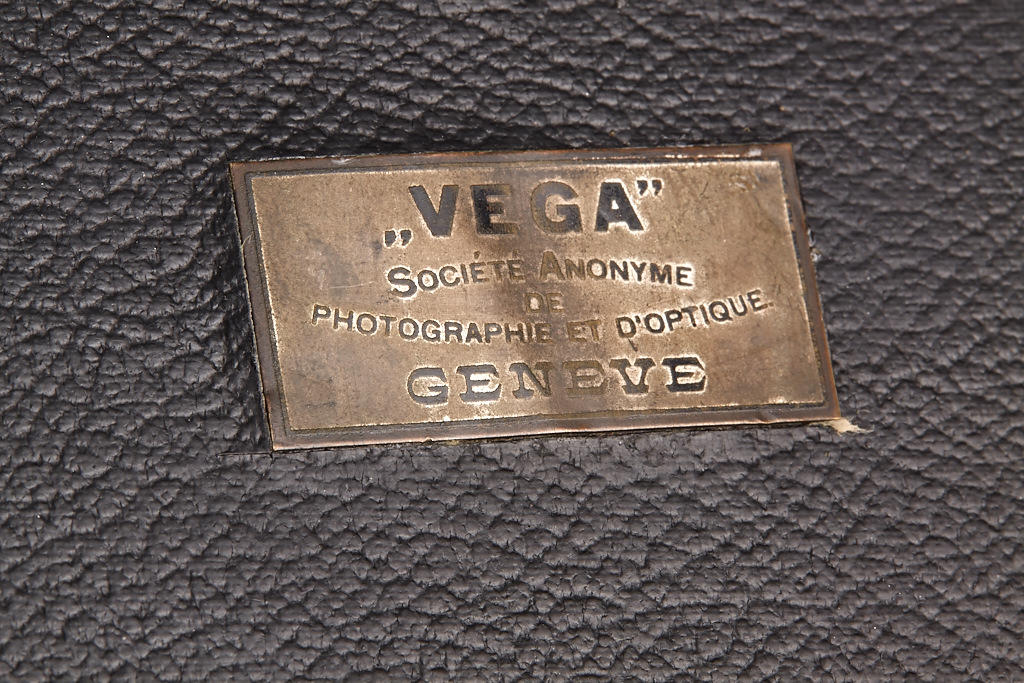 „VEGA”
SOCIÉTÉ ANONYME
DE
PHOTOGRAPHIE ET D'OPTIQUE.
GENEVE